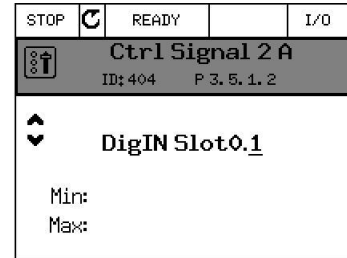 STOP READY I/O
Ctrl Signal 2 A
ID:404 P 3.5.1.2
DigIN Slot0.1
Min:
Max: